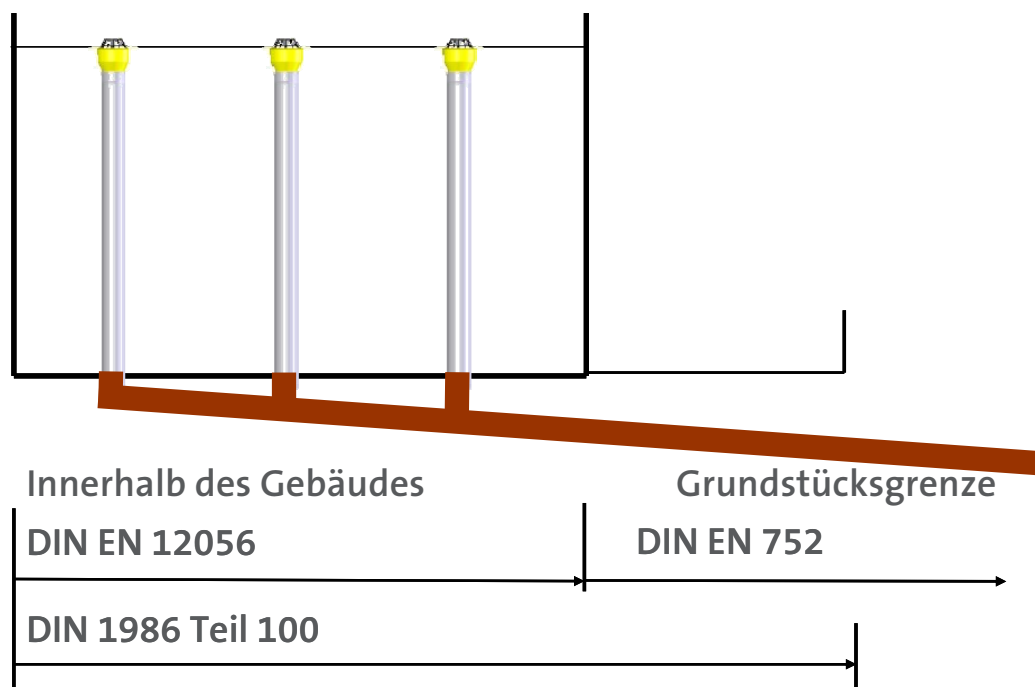 Innerhalb des Gebäudes
Grundstücksgrenze
DIN EN 12056
DIN EN 752
DIN 1986 Teil 100